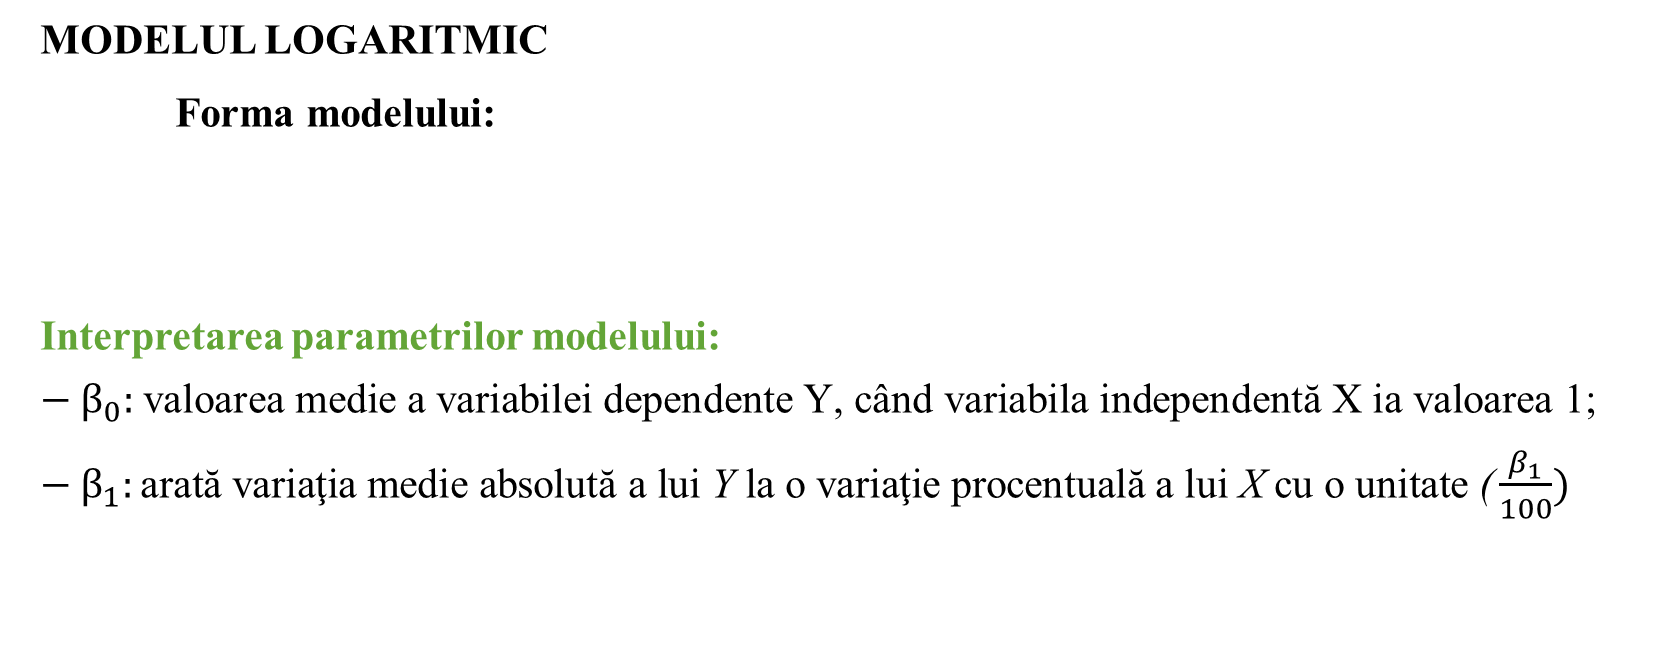 MODELUL LOGARITMIC
Forma modelului:
Interpretarea parametrilor modelului:
– β₀: valoarea medie a variabilei dependente Y, când variabila independentă X ia valoarea 1;
– β₁: arată variaţia medie absolută a lui Y la o variaţie procentuală a lui X cu o unitate (β₁/100)